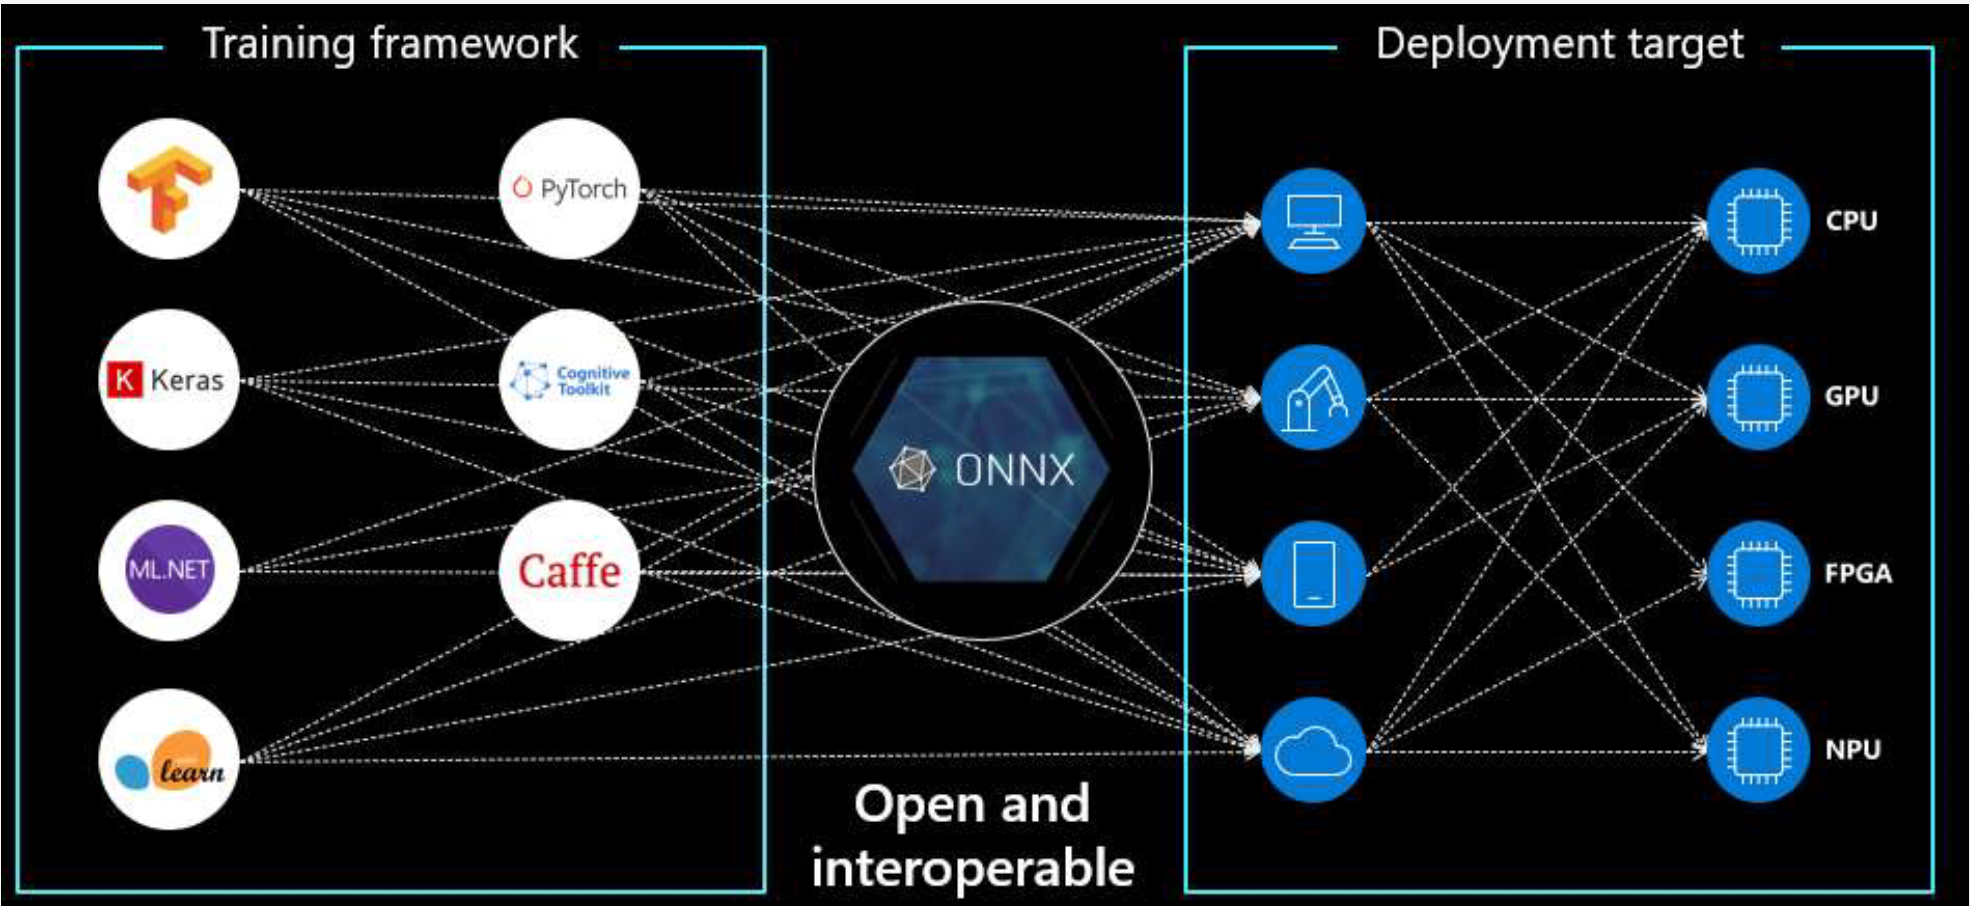 Training framework
Deployment target
PyTorch
CPU
K Keras
Cognitive
Toolkit
GPU
ONNX
ML.NET
Caffe
FPGA
learn
NPU
Open and
interoperable